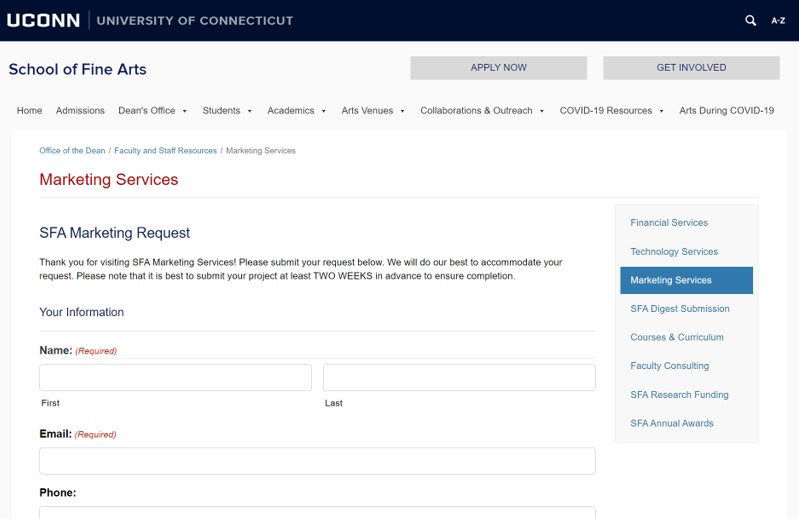 UCONN UNIVERSITY OF CONNECTICUT A-Z
School of Fine Arts
APPLY NOW GET INVOLVED
Home Admissions Dean's Office Students Academics Arts Venues Collaborations & Outreach COVID-19 Resources Arts During COVID-19
Office of the Dean / Faculty and Staff Resources / Marketing Services
Marketing Services
SFA Marketing Request
Thank you for visiting SFA Marketing Services! Please submit your request below. We will do our best to accommodate your
request. Please note that it is best to submit your project at least TWO WEEKS in advance to ensure completion.
Your Information
Name: (Required)
First Last
Email: (Required)
Phone:
Financial Services
Technology Services
Marketing Services
SFA Digest Submission
Courses & Curriculum
Faculty Consulting
SFA Research Funding
SFA Annual Awards